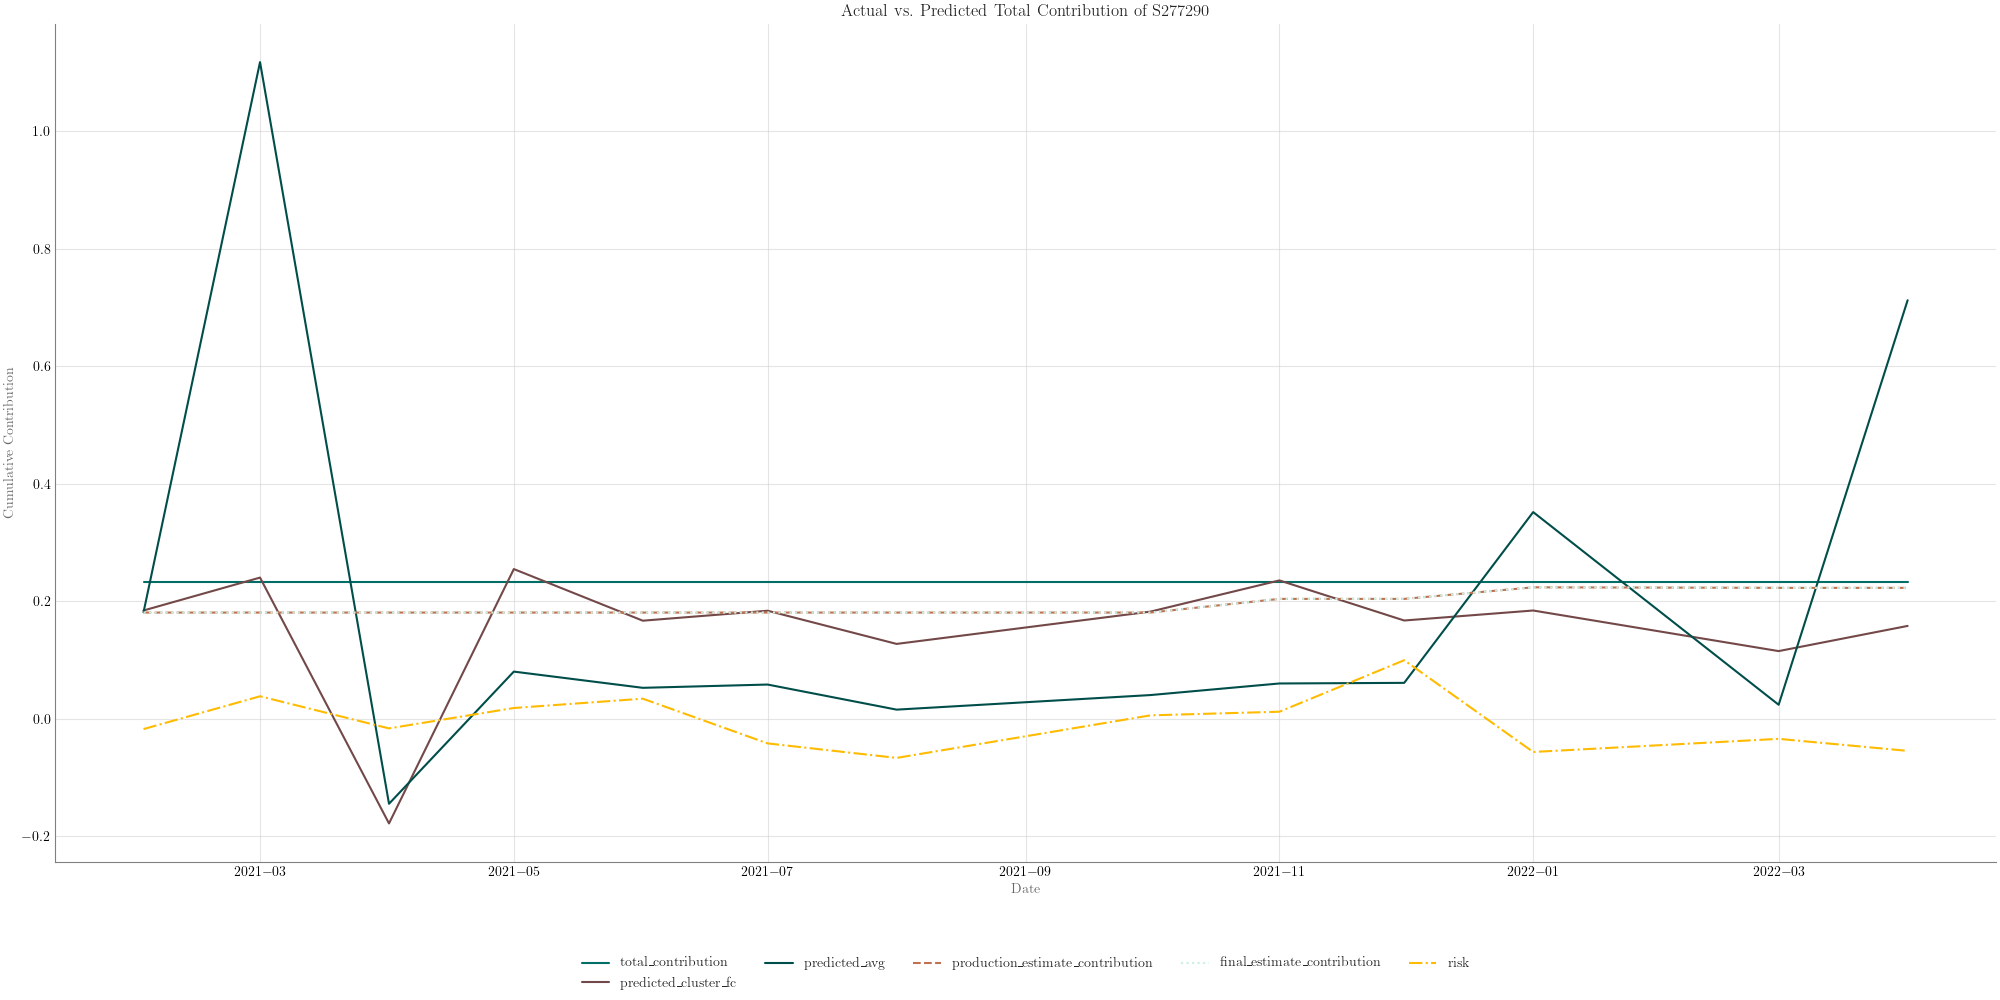 Actual vs. Predicted Total Contribution of S277290
Cumulative Contribution
1.0
0.8
0.6
0.4
0.2
0.0
−0.2
2021−03 2021−05 2021−07 2021−09 2021−11 2022−01 2022−03
Date
total_contribution predicted_avg production_estimate_contribution final_estimate_contribution risk
predicted_cluster_fc